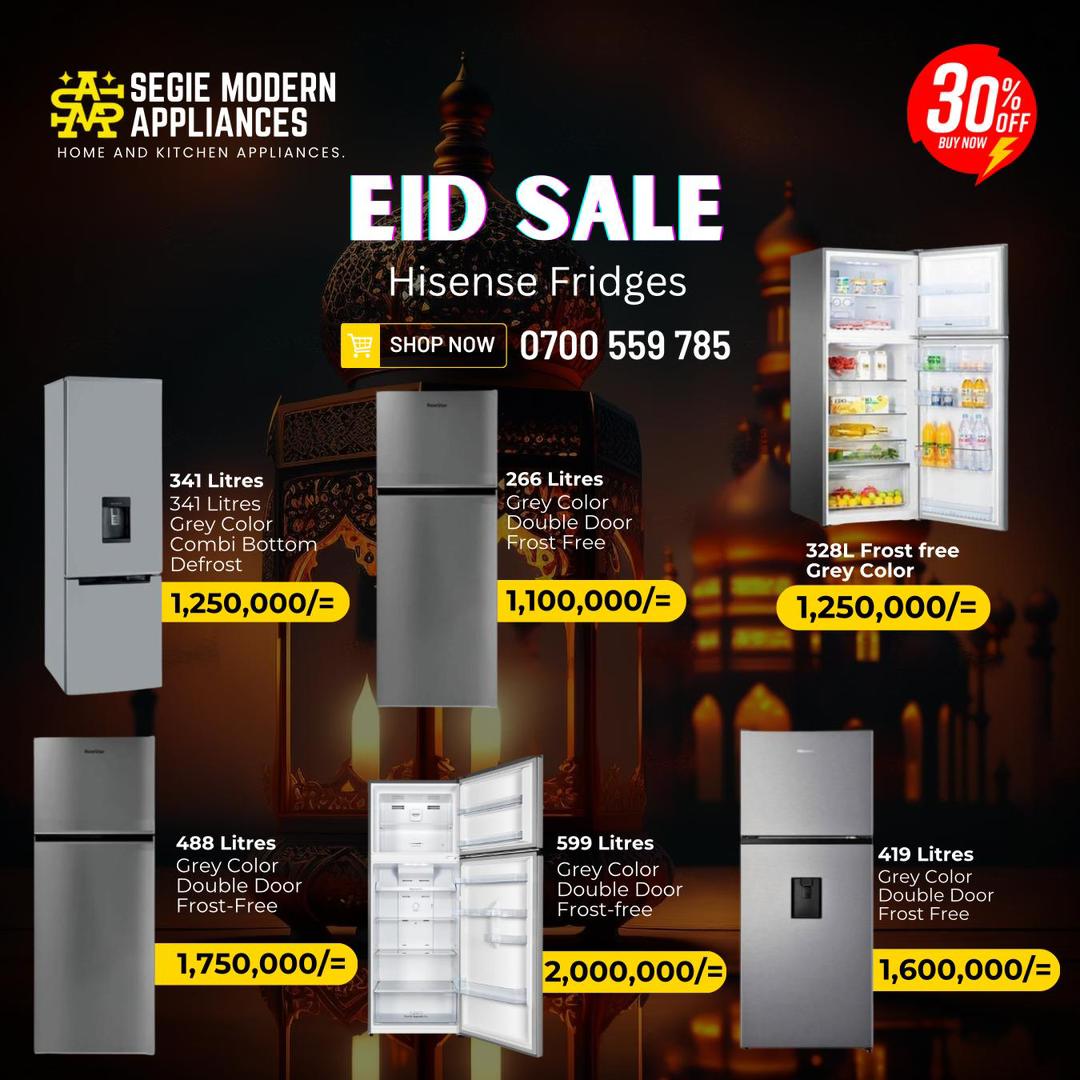 SEGIE MODERN
APPLIANCES
HOME AND KITCHEN APPLIANCES.
30% OFF
BUY NOW
EID SALE
Hisense Fridges
SHOP NOW 0700 559 785
341 Litres
341 Litres
Grey Color
Combi Bottom
Defrost
1,250,000/=
266 Litres
Grey Color
Double Door
Frost Free
1,100,000/=
328L Frost free
Grey Color
1,250,000/=
488 Litres
Grey Color
Double Door
Frost-Free
1,750,000/=
599 Litres
Grey Color
Double Door
Frost-free
2,000,000/=
419 Litres
Grey Color
Double Door
Frost Free
1,600,000/=